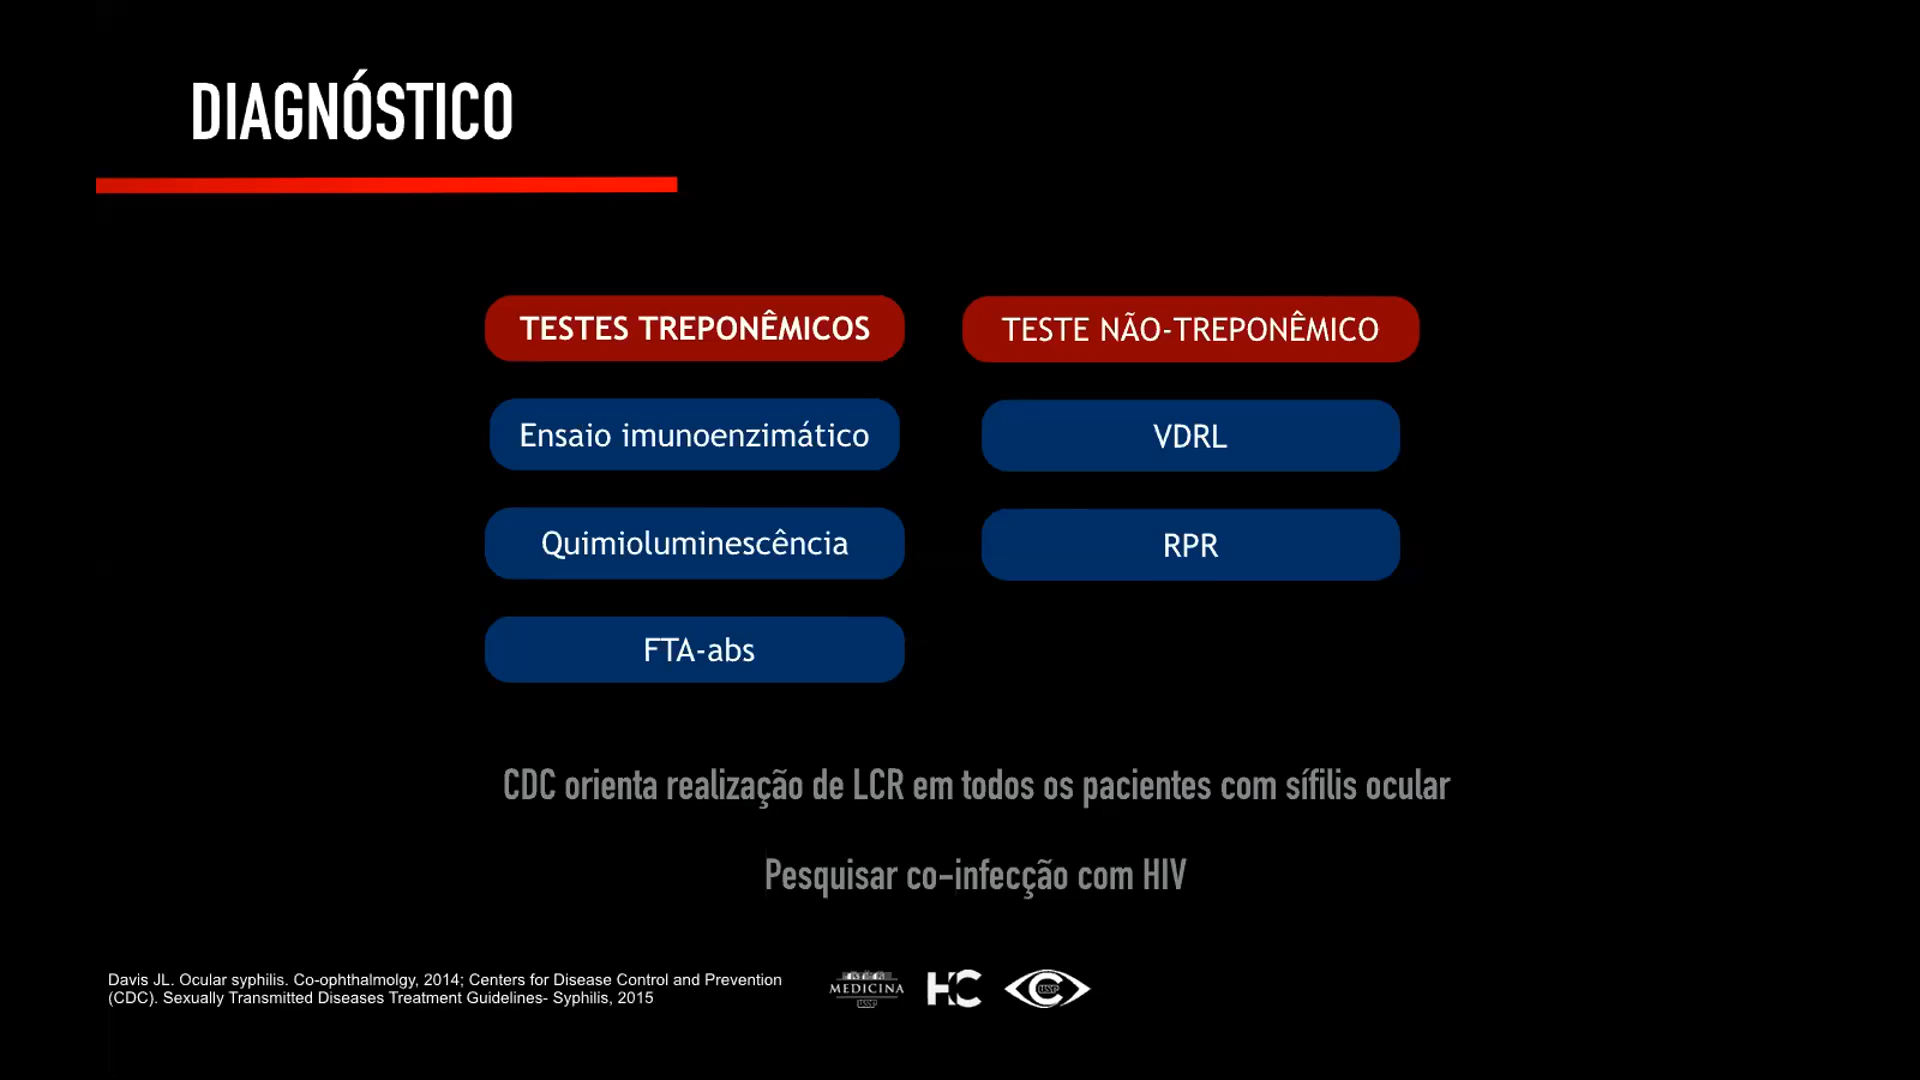 DIAGNÓSTICO
TESTES TREPONÊMICOS
Ensaio imunoenzimático
Quimioluminescência
FTA-abs
TESTE NÃO-TREPONÊMICO
VDRL
RPR
CDC orienta realização de LCR em todos os pacientes com sífilis ocular
Pesquisar co-infecção com HIV
Davis JL. Ocular syphilis. Co-ophthalmolgy, 2014; Centers for Disease Control and Prevention
(CDC). Sexually Transmitted Diseases Treatment Guidelines- Syphilis, 2015
MEDICINA
USP
HC